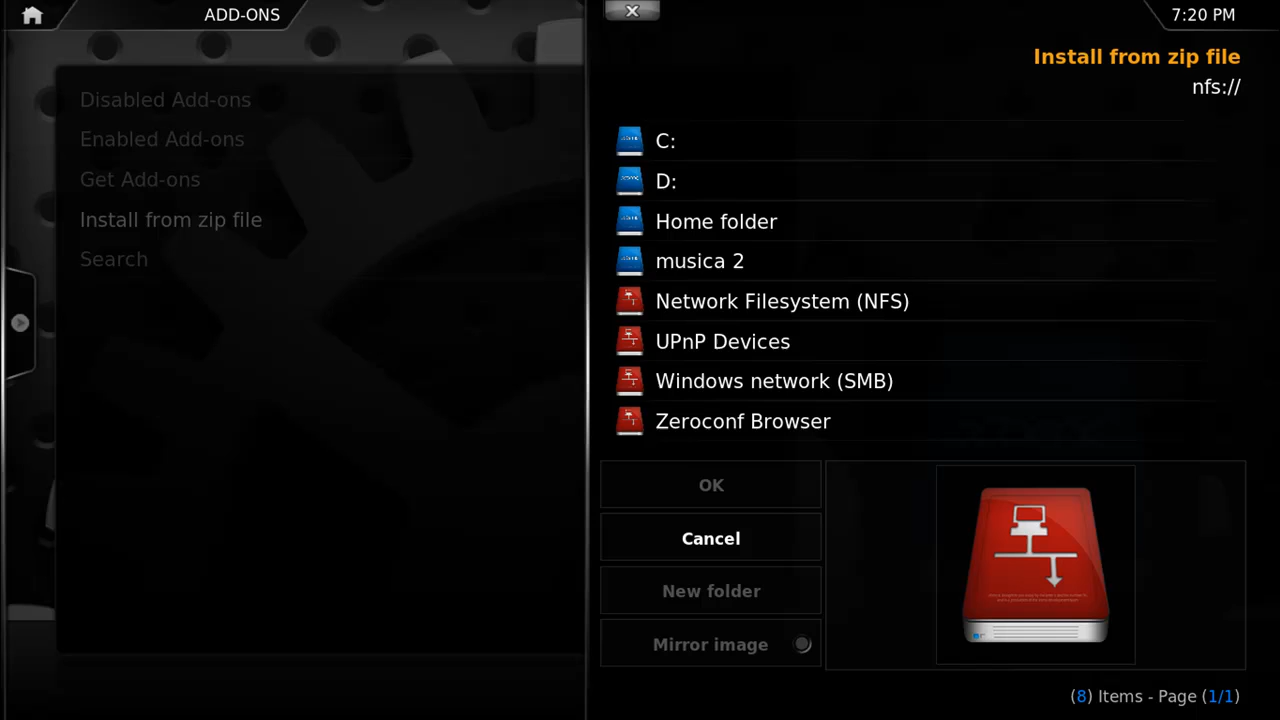 ADD-ONS
7:20 PM
Install from zip file
nfs://
Disabled Add-ons
Enabled Add-ons
Get Add-ons
Install from zip file
Search
C:
D:
Home folder
musica 2
Network Filesystem (NFS)
UPnP Devices
Windows network (SMB)
Zeroconf Browser
OK
Cancel
New folder
Mirror image
(8) Items - Page (1/1)